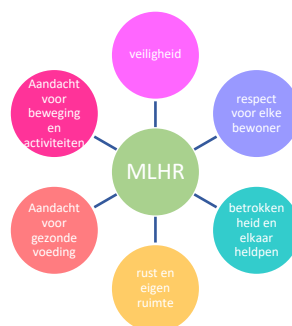 veiligheid
Aandacht
voor
beweging
en
activiteiten
respect
voor elke
bewoner
MLHR
Aandacht
voor
gezonde
voeding
betrokken
heid en
elkaar
heldpen
rust en
eigen
ruimte